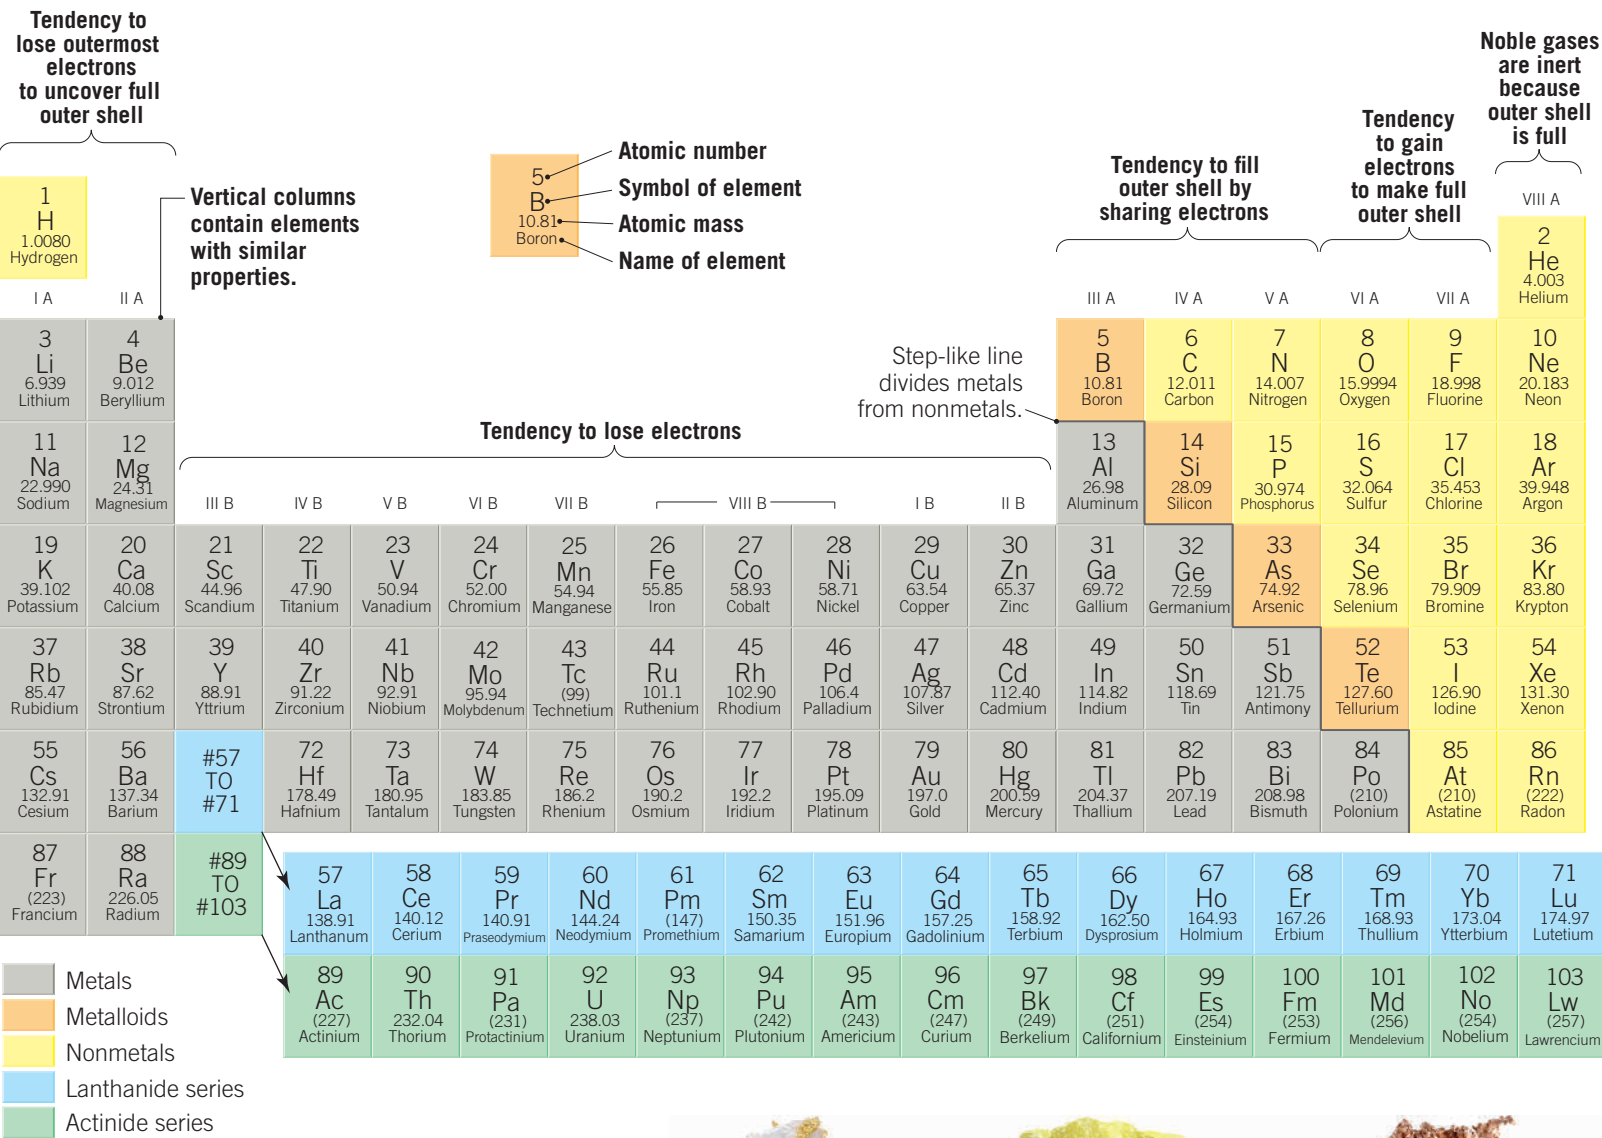 Tendency to
lose outermost
electrons
to uncover full
outer shell
Noble gases
are inert
because
outer shell
is full
Tendency
to gain
electrons
to make full
outer shell
Tendency to fill
outer shell by
sharing electrons
5
B
10.81
Boron
Atomic number
Symbol of element
Atomic mass
Name of element
Vertical columns
contain elements
with similar
properties.
1
H
1.0080
Hydrogen
VIII A
2
He
4.003
Helium
I A II A III A IV A V A VI A VII A
Step-like line
divides metals
from nonmetals.
3 4 5 6 7 8 9 10
Li Be B C N O F Ne
6.939 9.012 10.81 12.011 14.007 15.9994 18.998 20.183
Lithium Beryllium Boron Carbon Nitrogen Oxygen Fluorine Neon
Tendency to lose electrons
11 12 13 14 15 16 17 18
Na Mg Al Si P S Cl Ar
22.990 24.31 26.98 28.09 30.974 32.064 35.453 39.948
Sodium Magnesium Aluminum Silicon Phosphorus Sulfur Chlorine Argon
III B IV B V B VI B VII B VIII B I B II B
19 20 21 22 23 24 25 26 27 28 29 30 31 32 33 34 35 36
K Ca Sc Ti V Cr Mn Fe Co Ni Cu Zn Ga Ge As Se Br Kr
39.102 40.08 44.96 47.90 50.94 52.00 54.94 55.85 58.93 58.71 63.54 65.37 69.72 72.59 74.92 78.96 79.909 83.80
Potassium Calcium Scandium Titanium Vanadium Chromium Manganese Iron Cobalt Nickel Copper Zinc Gallium Germanium Arsenic Selenium Bromine Krypton
37 38 39 40 41 42 43 44 45 46 47 48 49 50 51 52 53 54
Rb Sr Y Zr Nb Mo Tc Ru Rh Pd Ag Cd In Sn Sb Te I Xe
85.47 87.62 88.91 91.22 92.91 95.94 (99) 101.1 102.90 106.4 107.87 112.40 114.82 118.69 121.75 127.60 126.90 131.30
Rubidium Strontium Yttrium Zirconium Niobium Molybdenum Technetium Ruthenium Rhodium Palladium Silver Cadmium Indium Tin Antimony Tellurium Iodine Xenon
55 56 #57 72 73 74 75 76 77 78 79 80 81 82 83 84 85 86
Cs Ba TO Hf Ta W Re Os Ir Pt Au Hg Tl Pb Bi Po At Rn
132.91 137.34 #71 178.49 180.95 183.85 186.2 190.2 192.2 195.09 197.0 200.59 204.37 207.19 208.98 (210) (210) (222)
Cesium Barium Hafnium Tantalum Tungsten Rhenium Osmium Iridium Platinum Gold Mercury Thallium Lead Bismuth Polonium Astatine Radon
87 88 #89
Fr Ra TO
(223) 226.05 #103
Francium Radium
57 58 59 60 61 62 63 64 65 66 67 68 69 70 71
La Ce Pr Nd Pm Sm Eu Gd Tb Dy Ho Er Tm Yb Lu
138.91 140.12 140.91 144.24 (147) 150.35 151.96 157.25 158.92 162.50 164.93 167.26 168.93 173.04 174.97
Lanthanum Cerium Praseodymium Neodymium Promethium Samarium Europium Gadolinium Terbium Dysprosium Holmium Erbium Thullium Ytterbium Lutetium
89 90 91 92 93 94 95 96 97 98 99 100 101 102 103
Ac Th Pa U Np Pu Am Cm Bk Cf Es Fm Md No Lw
(227) 232.04 (231) 238.03 (237) (242) (243) (247) (249) (251) (254) (253) (256) (254) (257)
Actinium Thorium Protactinium Uranium Neptunium Plutonium Americium Curium Berkelium Californium Einsteinium Fermium Mendelevium Nobelium Lawrencium
Metals
Metalloids
Nonmetals
Lanthanide series
Actinide series